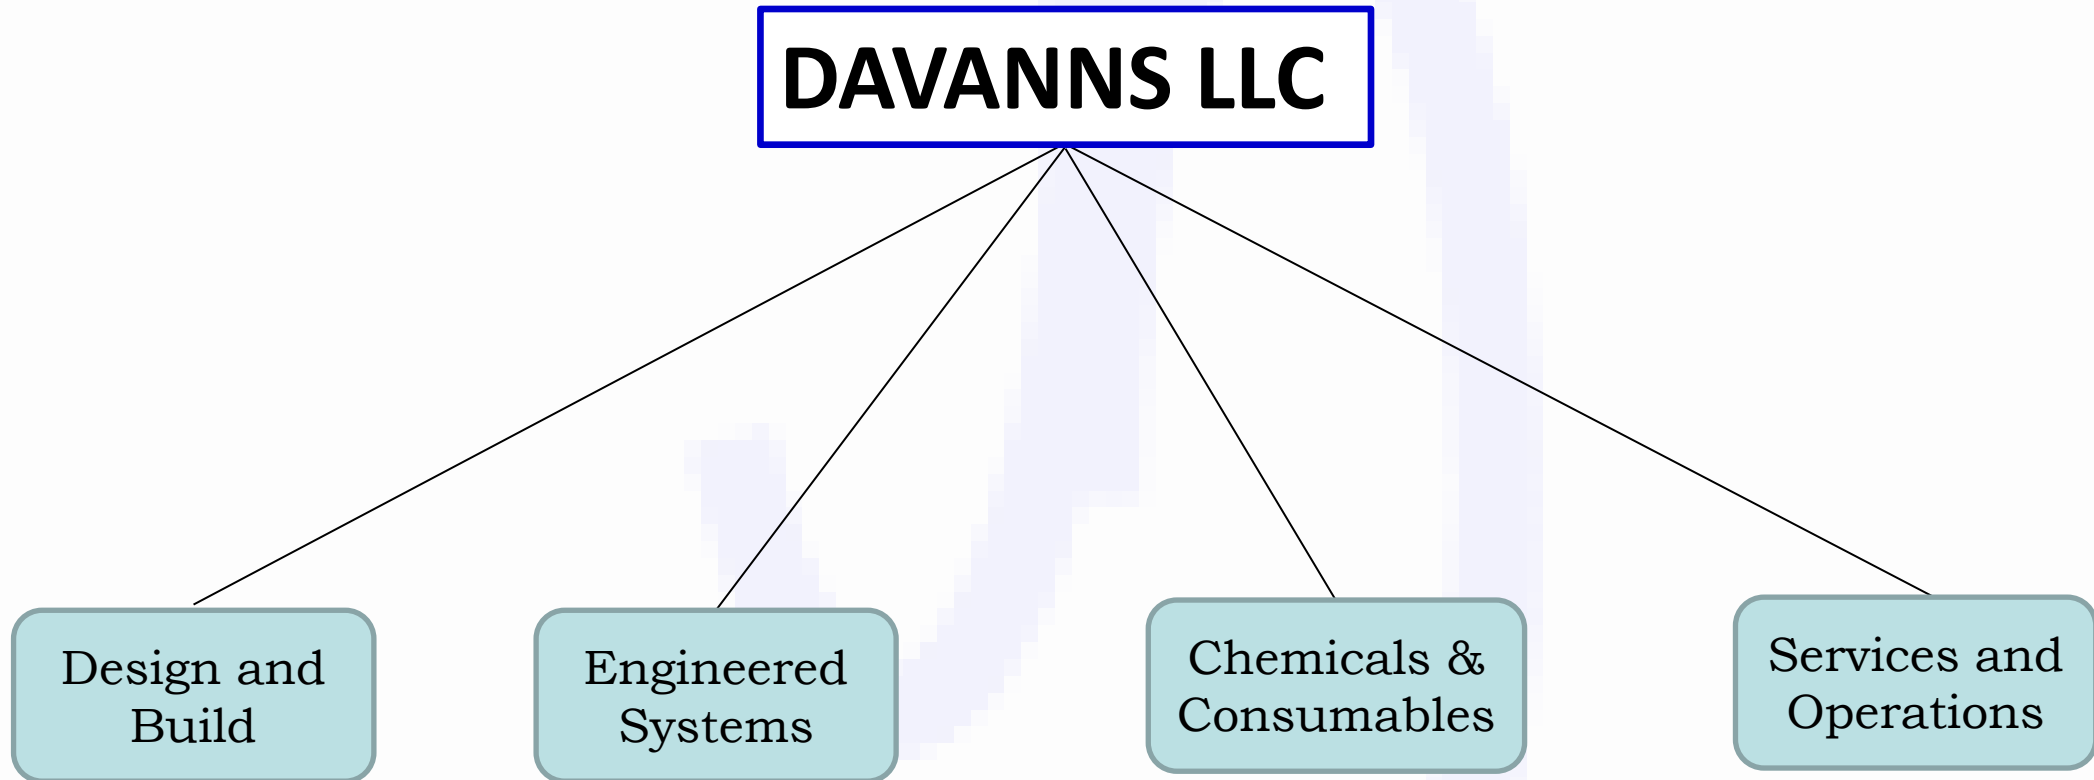 DAVANNS LLC
Design and
Build
Engineered
Systems
Chemicals &
Consumables
Services and
Operations